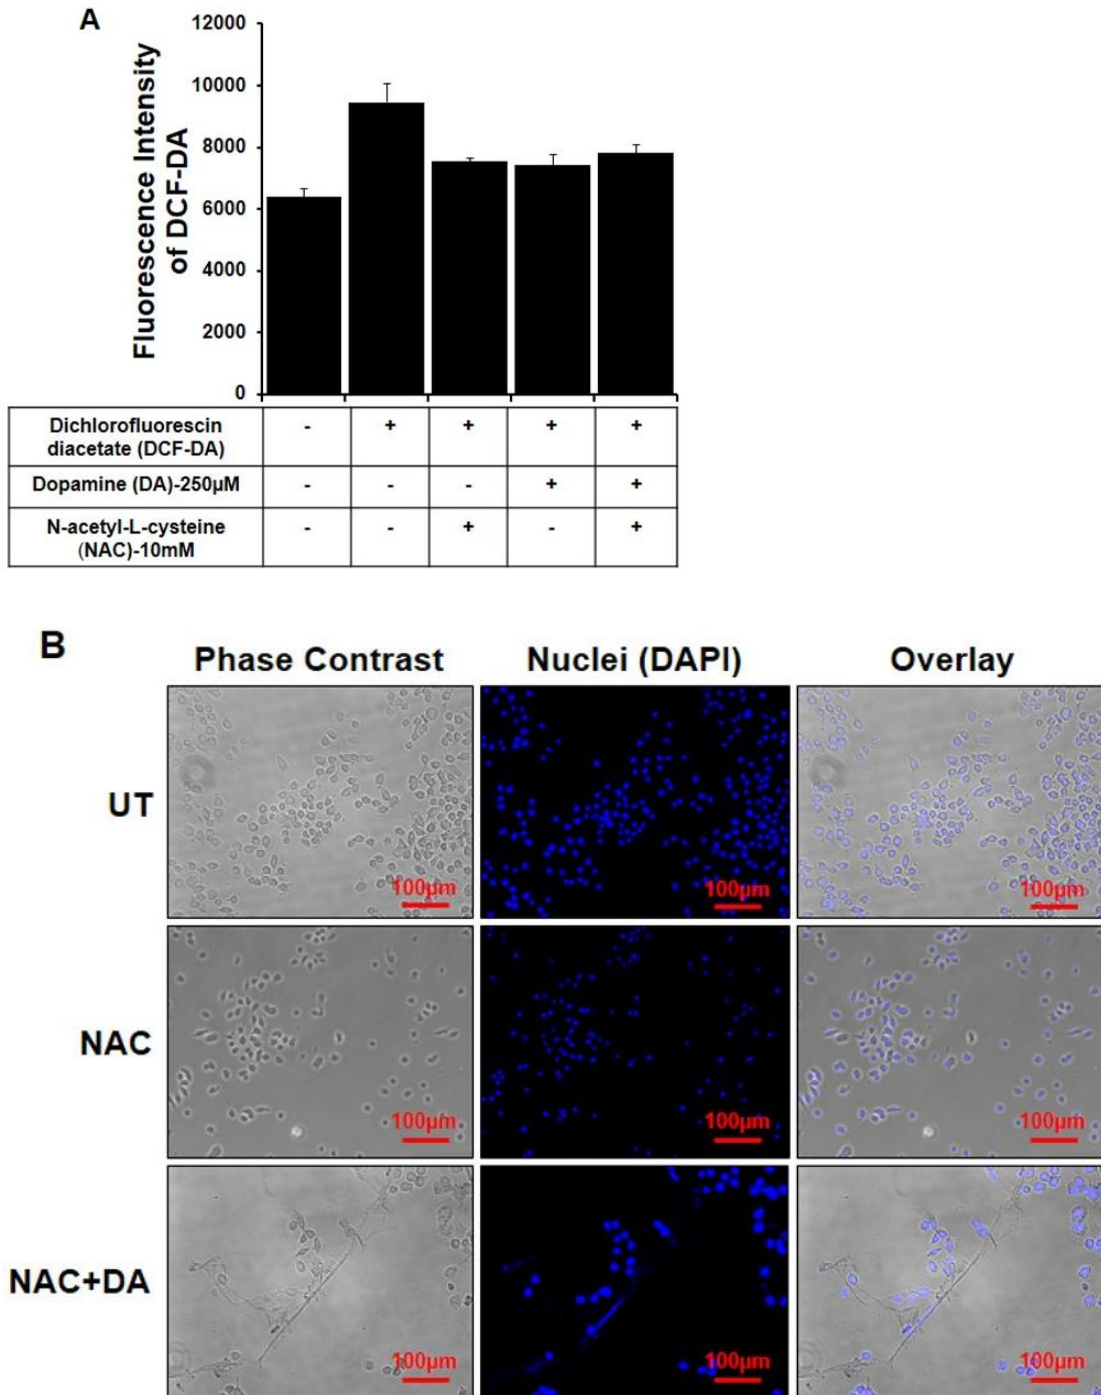 A
Fluorescence Intensity
of DCF-DA
12000
10000
8000
6000
4000
2000
0
Dichlorofluorescin
diacetate (DCF-DA)
- + + + +
Dopamine (DA)-250µM
- - - + +
N-acetyl-L-cysteine
(NAC)-10mM
- - + - +
B
Phase Contrast Nuclei (DAPI) Overlay
UT
100µm 100µm 100µm
NAC
100µm 100µm 100µm
NAC+DA
100µm 100µm 100µm